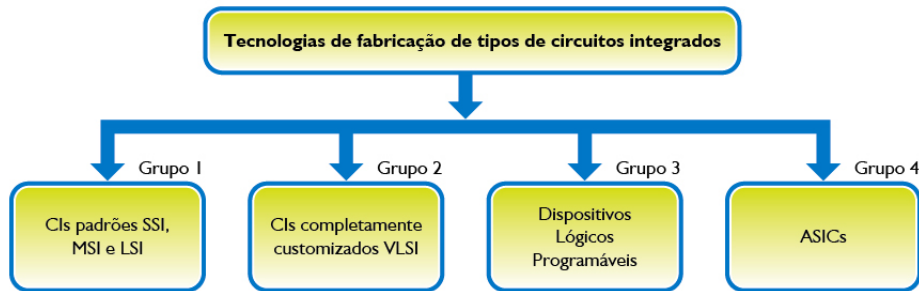 Tecnologias de fabricação de tipos de circuitos integrados
Grupo 1
Grupo 2
Grupo 3
Grupo 4
CIs padrões SSI,
MSI e LSI
CIs completamente
customizados VLSI
Dispositivos
Lógicos
Programáveis
ASICs